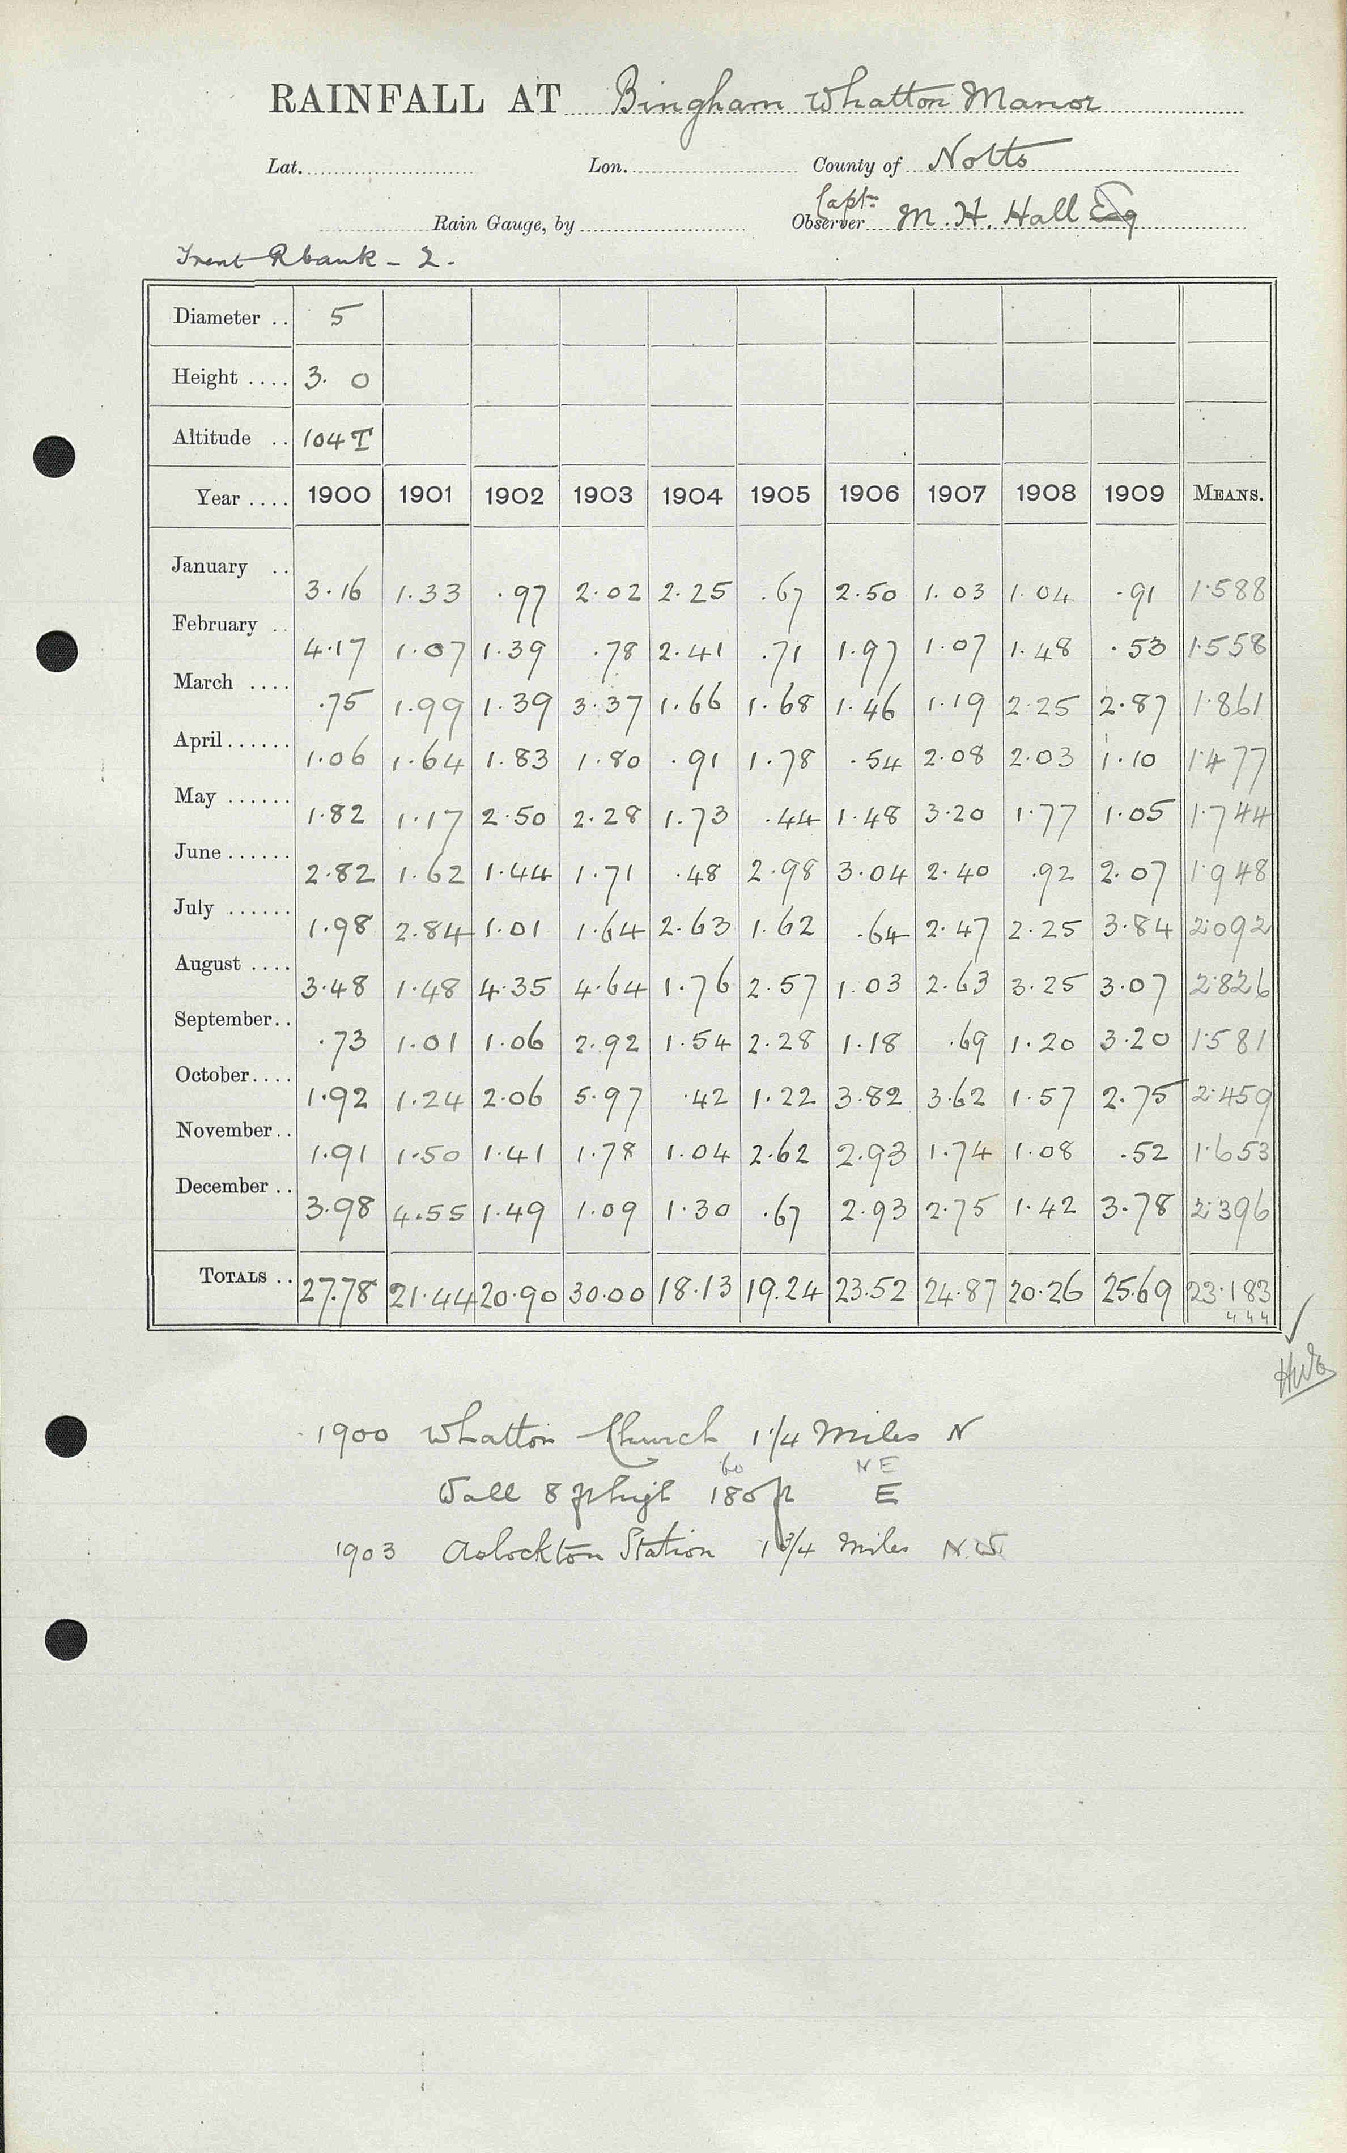 RAINFALL AT Bingham Whatton Manor
Lat. Lon. County of Notts
Capt.
Rain Gauge, by Observer M. H. Hall Esq
Trent R bank - 2.
Diameter .. 5
Height .... 3. 0
Altitude .. 104 T
Year .... 1900 1901 1902 1903 1904 1905 1906 1907 1908 1909 MEANS.
January .. 3.16 1.33 .97 2.02 2.25 .67 2.50 1.03 1.04 .91 1.588
February .. 4.17 1.07 1.39 .78 2.41 .71 1.97 1.07 1.48 .53 1.558
March .... .75 1.99 1.39 3.37 1.66 1.68 1.46 1.19 2.25 2.87 1.861
April...... 1.06 1.64 1.83 1.80 .91 1.78 .54 2.08 2.03 1.10 1.477
May ...... 1.82 1.17 2.50 2.28 1.73 .44 1.48 3.20 1.77 1.05 1.744
June...... 2.82 1.62 1.44 1.71 .48 2.98 3.04 2.40 .92 2.07 1.948
July ...... 1.98 2.84 1.01 1.64 2.63 1.62 .64 2.47 2.25 3.84 2.092
August .... 3.48 1.48 4.35 4.64 1.76 2.57 1.03 2.63 3.25 3.07 2.826
September.. .73 1.01 1.06 2.92 1.54 2.28 1.18 .69 1.20 3.20 1.581
October.... 1.92 1.24 2.06 5.97 .42 1.22 3.82 3.62 1.57 2.75 2.459
November.. 1.91 1.50 1.41 1.78 1.04 2.62 2.93 1.74 1.08 .52 1.653
December .. 3.98 4.55 1.49 1.09 1.30 .67 2.93 2.75 1.42 3.78 2.396
TOTALS .. 27.78 21.44 20.90 30.00 18.13 19.24 23.52 24.87 20.26 25.69 23.183
1900 Whatton Church 1 1/4 Miles N
60 NE
Wall 8 ft high 180 ft E
1903 Aslockton Station 1 3/4 Miles N.W.